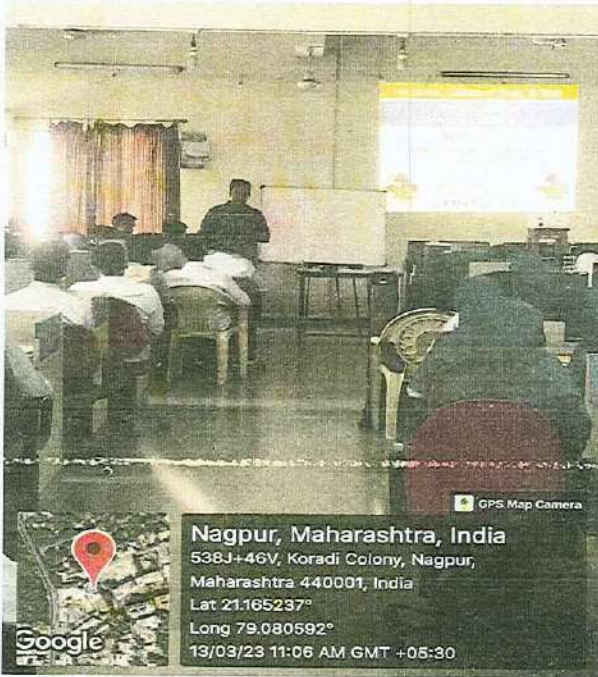 GPS Map Camera
Nagpur, Maharashtra, India
538J+46V, Koradi Colony, Nagpur,
Maharashtra 440001, India
Lat 21.165237°
Long 79.080592°
13/03/23 11:06 AM GMT +05:30
Google